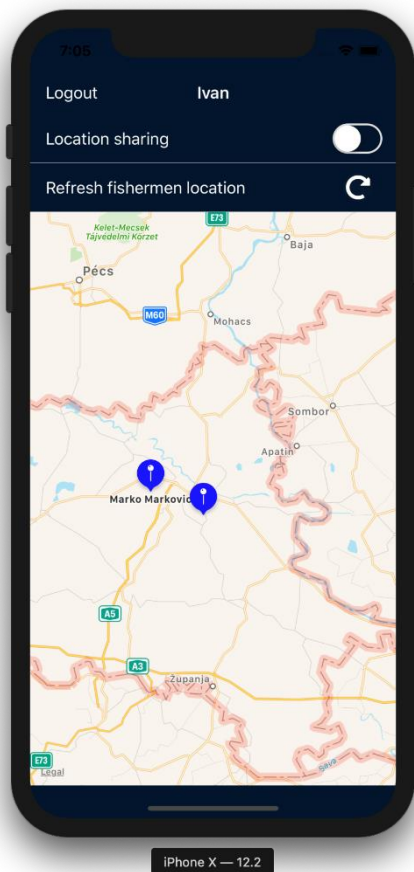 7:05
Logout
Ivan
Location sharing
Refresh fishermen location
E73
Kelet-Mecsek
Tájvédelmi Körzet
Baja
Pécs
M60
Mohacs
Sombor
Apatin
Marko Markovic
A5
A3
Županja
E73
Legal
Sava
iPhone X — 12.2